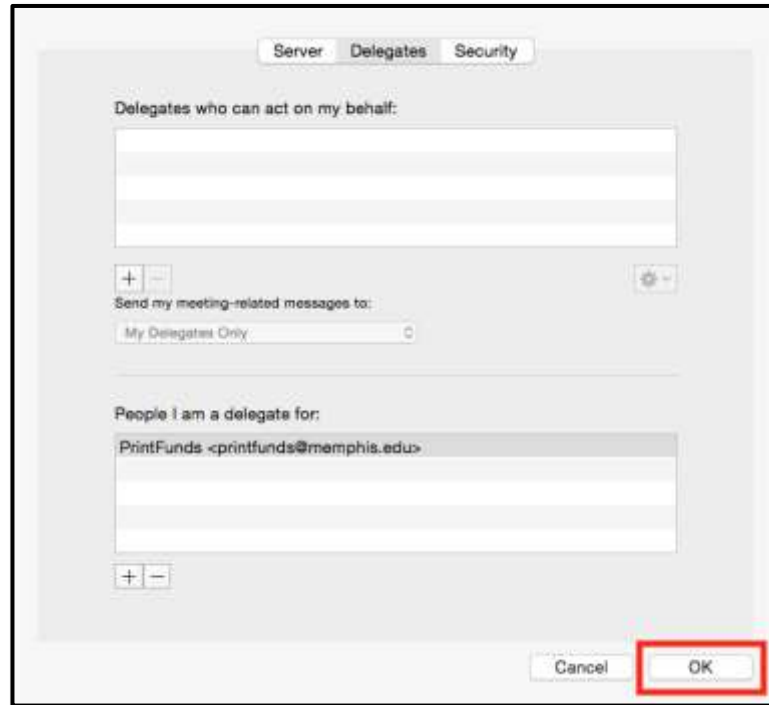 Server Delegates Security
Delegates who can act on my behalf:
+ −
Send my meeting-related messages to:
My Delegates Only
People I am a delegate for:
PrintFunds <printfunds@memphis.edu>
+ −
Cancel OK